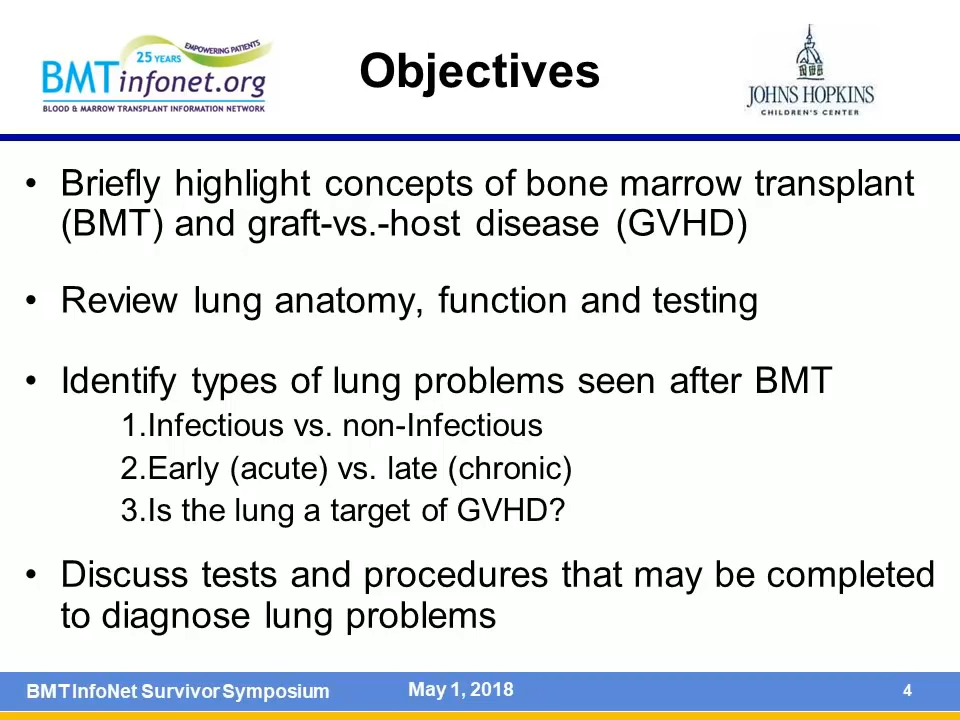 EMPOWERING PATIENTS
25 YEARS
BMTinfonet.org
BLOOD & MARROW TRANSPLANT INFORMATION NETWORK
Objectives
JOHNS HOPKINS
CHILDREN'S CENTER
• Briefly highlight concepts of bone marrow transplant
(BMT) and graft-vs.-host disease (GVHD)
• Review lung anatomy, function and testing
• Identify types of lung problems seen after BMT
1.Infectious vs. non-Infectious
2.Early (acute) vs. late (chronic)
3.Is the lung a target of GVHD?
• Discuss tests and procedures that may be completed
to diagnose lung problems
BMT InfoNet Survivor Symposium
May 1, 2018
4